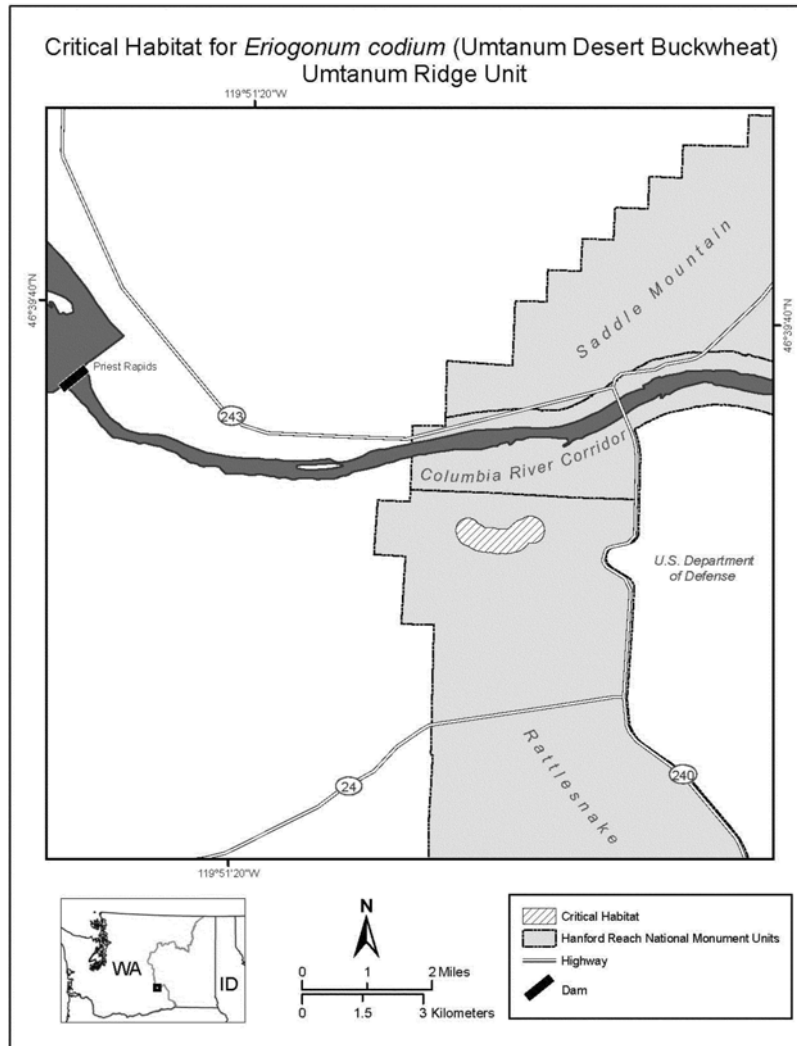 Critical Habitat for Eriogonum codium (Umtanum Desert Buckwheat)
Umtanum Ridge Unit
119°51'20"W
46°39'40"N
46°39'40"N
Saddle Mountain
Priest Rapids
243
Columbia River Corridor
U.S. Department
of Defense
Rattlesnake
24
240
119°51'20"W
WA
ID
N
0 1 2 Miles
0 1.5 3 Kilometers
Critical Habitat
Hanford Reach National Monument Units
Highway
Dam